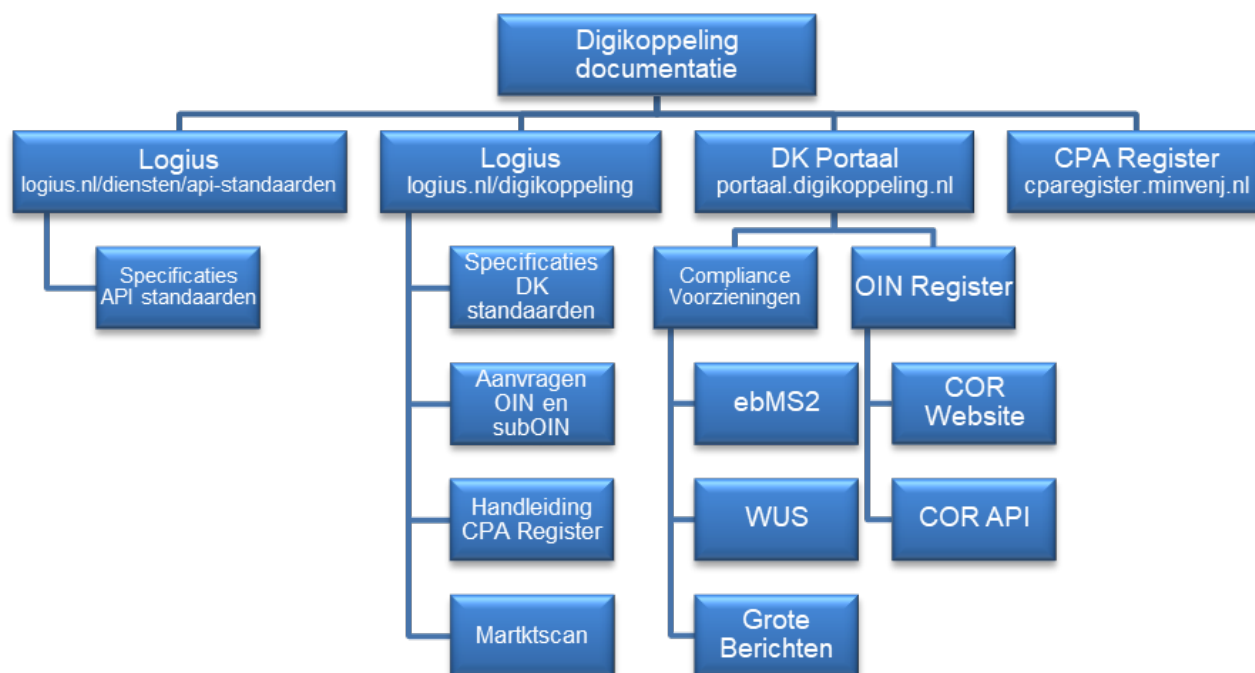 Digikoppeling
documentatie
Logius
logius.nl/diensten/api-standaarden
Logius
logius.nl/digikoppeling
DK Portaal
portaal.digikoppeling.nl
CPA Register
cparegister.minvenj.nl
Specificaties
API standaarden
Specificaties
DK
standaarden
Compliance
Voorzieningen
OIN Register
Aanvragen
OIN en
subOIN
ebMS2
COR
Website
Handleiding
CPA Register
WUS
COR API
Martktscan
Grote
Berichten